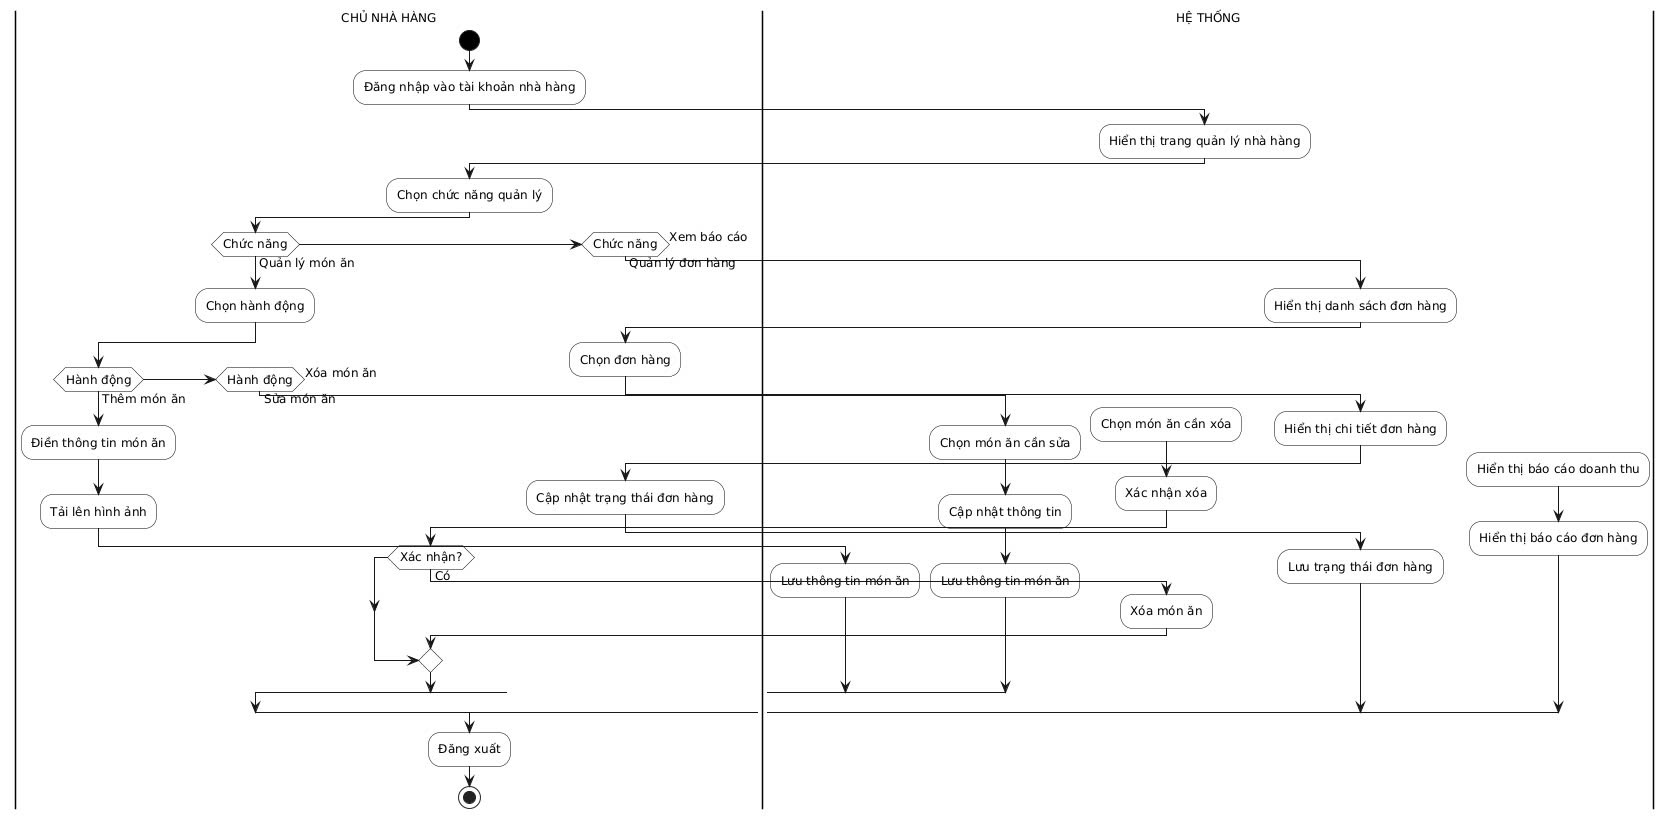 CHỦ NHÀ HÀNG
HỆ THỐNG
Đăng nhập vào tài khoản nhà hàng
Hiển thị trang quản lý nhà hàng
Chọn chức năng quản lý
Chức năng
Quản lý món ăn
Chức năng
Xem báo cáo
Quản lý đơn hàng
Chọn hành động
Hiển thị danh sách đơn hàng
Chọn đơn hàng
Hành động
Thêm món ăn
Hành động
Xóa món ăn
Sửa món ăn
Điền thông tin món ăn
Chọn món ăn cần sửa
Chọn món ăn cần xóa
Hiển thị chi tiết đơn hàng
Hiển thị báo cáo doanh thu
Tải lên hình ảnh
Cập nhật trạng thái đơn hàng
Cập nhật thông tin
Xác nhận xóa
Hiển thị báo cáo đơn hàng
Xác nhận?
Có
Lưu thông tin món ăn
Lưu thông tin món ăn
Lưu trạng thái đơn hàng
Xóa món ăn
Đăng xuất